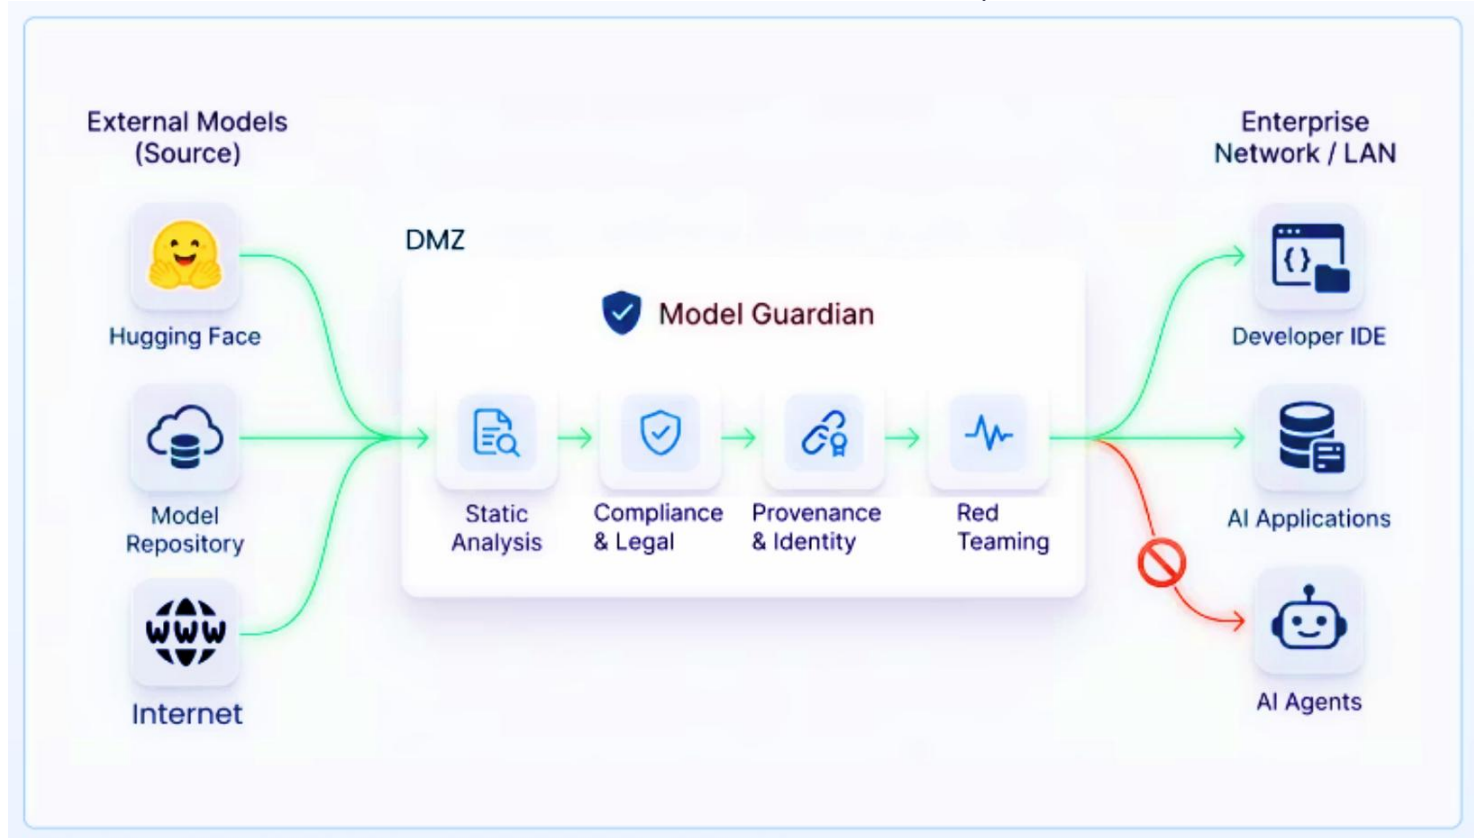 External Models
(Source)
Hugging Face
Model
Repository
WWW
Internet
DMZ
Model Guardian
Static
Analysis
Compliance
& Legal
Provenance
& Identity
Red
Teaming
Enterprise
Network / LAN
{}
Developer IDE
AI Applications
AI Agents